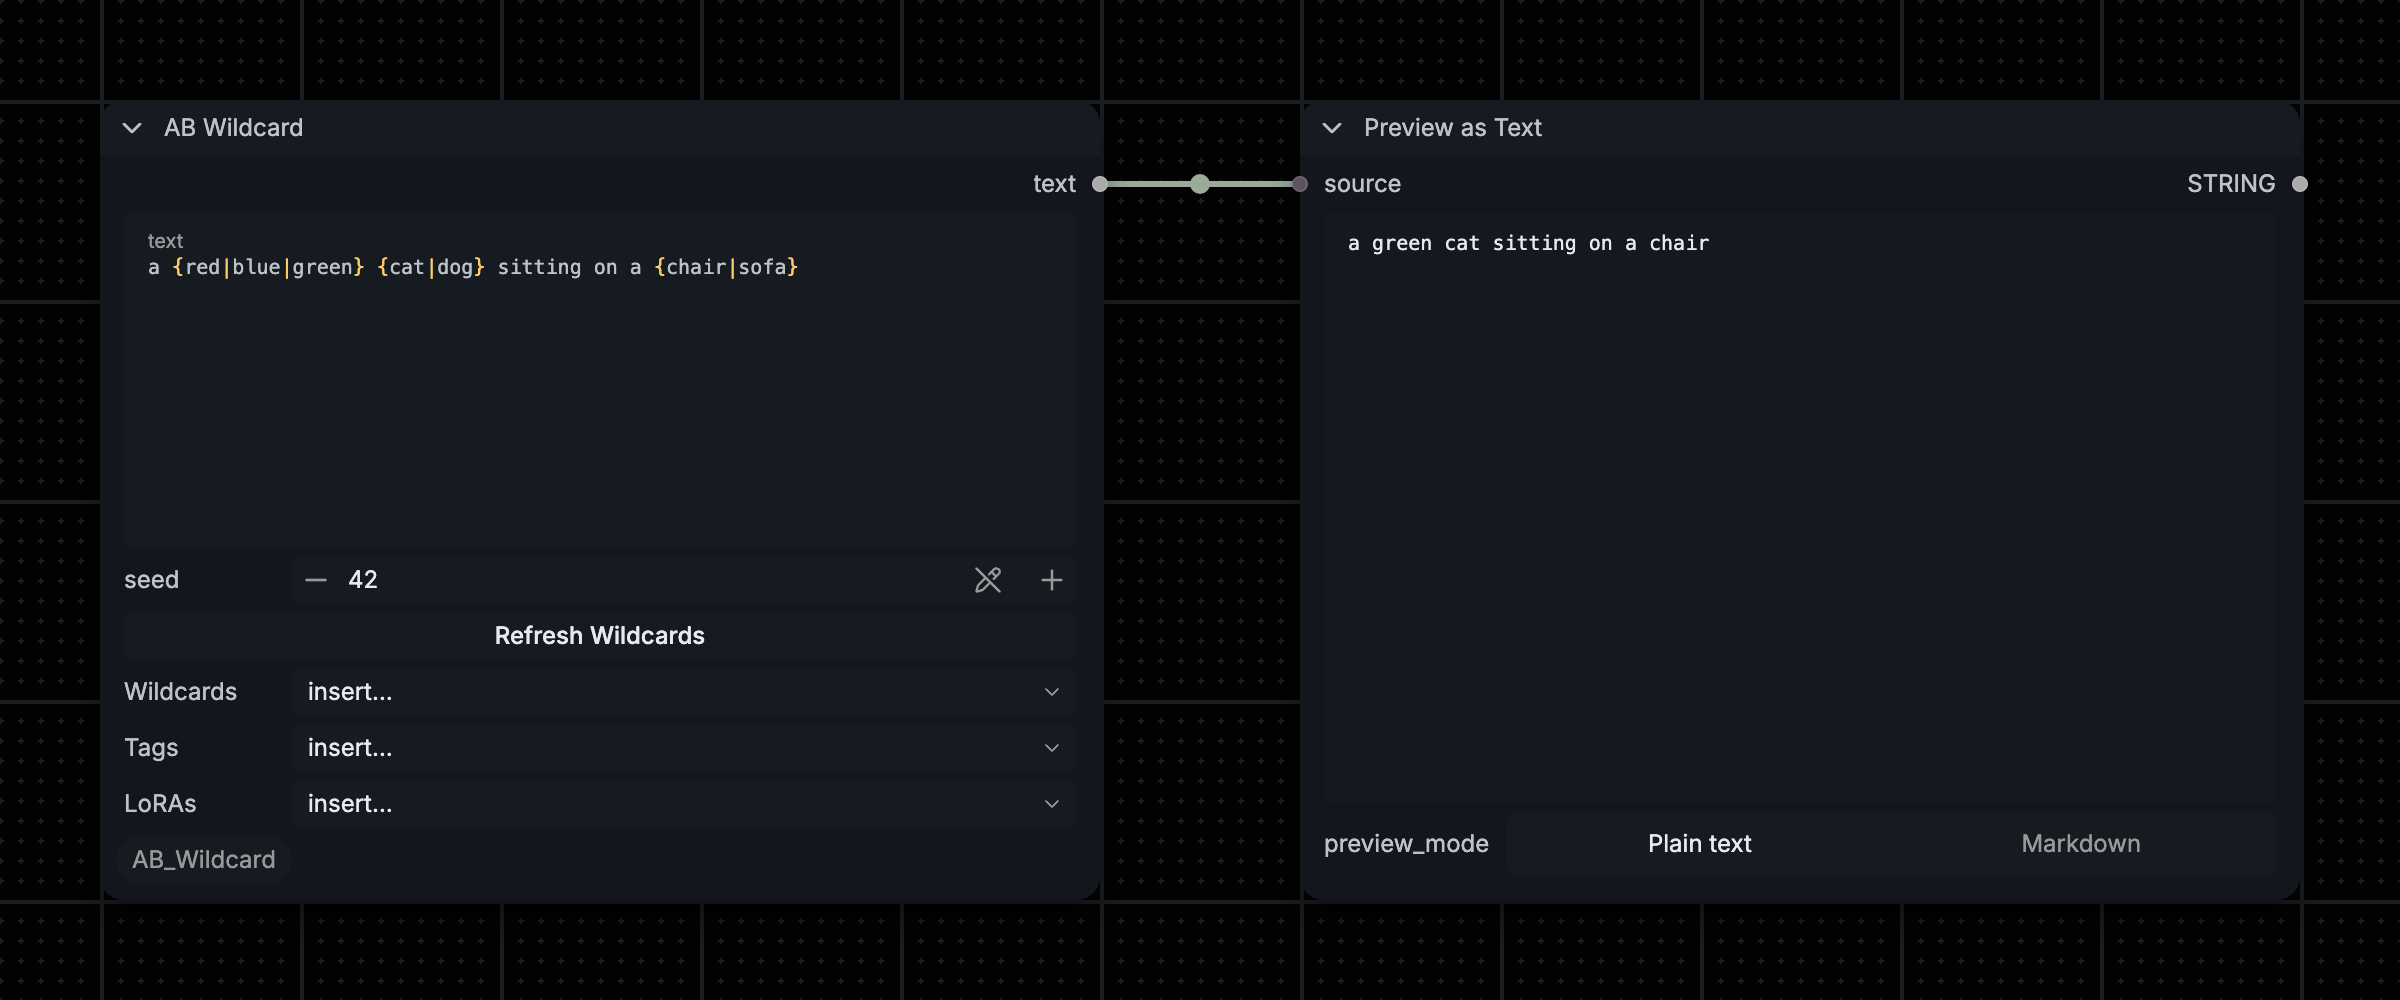 AB Wildcard
text
text
a {red|blue|green} {cat|dog} sitting on a {chair|sofa}
seed
42
Refresh Wildcards
Wildcards
insert...
Tags
insert...
LoRAs
insert...
AB_Wildcard
Preview as Text
source
STRING
a green cat sitting on a chair
preview_mode
Plain text
Markdown